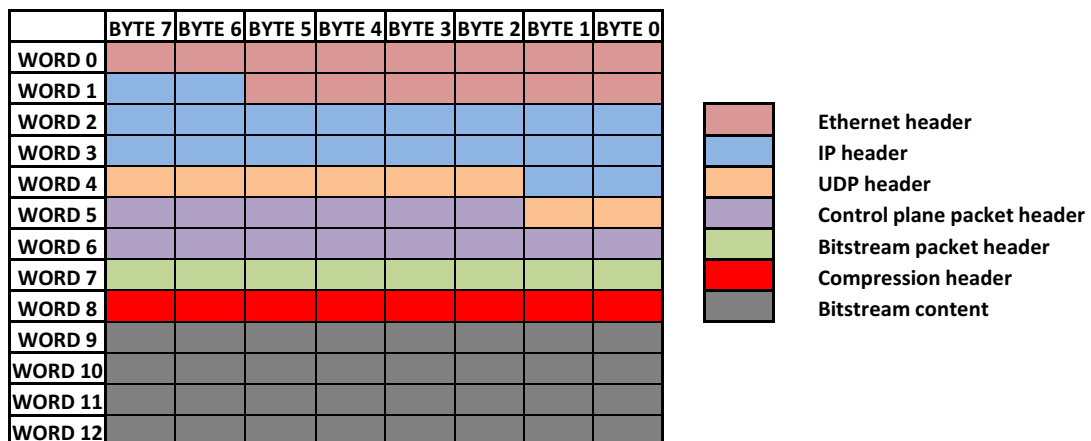 BYTE 7 BYTE 6 BYTE 5 BYTE 4 BYTE 3 BYTE 2 BYTE 1 BYTE 0
WORD 0
WORD 1
WORD 2
WORD 3
WORD 4
WORD 5
WORD 6
WORD 7
WORD 8
WORD 9
WORD 10
WORD 11
WORD 12
Ethernet header
IP header
UDP header
Control plane packet header
Bitstream packet header
Compression header
Bitstream content